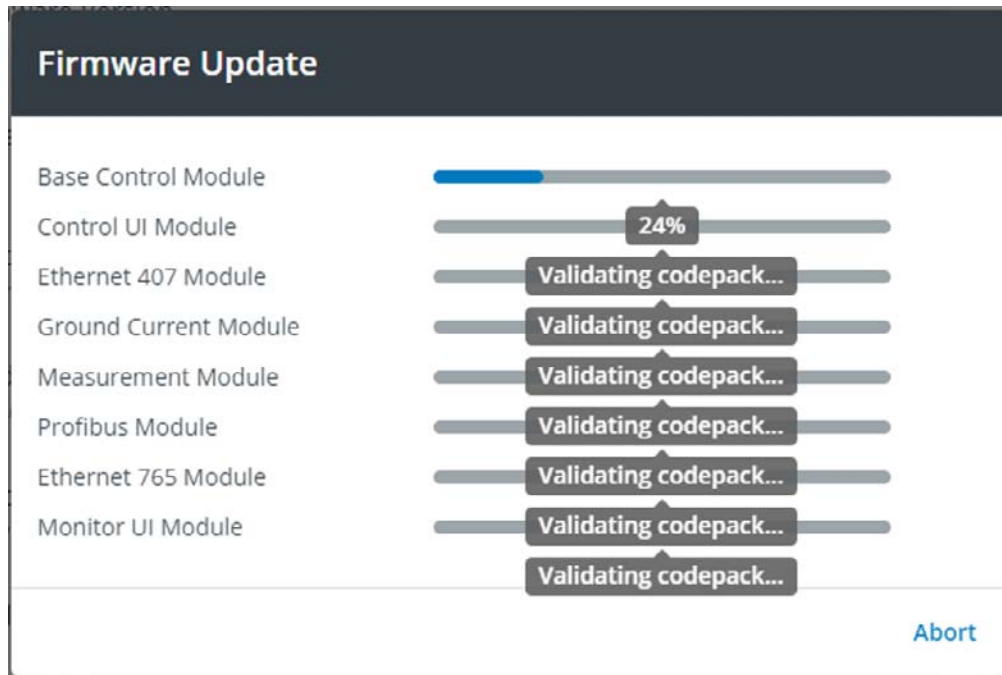 Firmware Update
Base Control Module
Control UI Module 24%
Ethernet 407 Module Validating codepack...
Ground Current Module Validating codepack...
Measurement Module Validating codepack...
Profibus Module Validating codepack...
Ethernet 765 Module Validating codepack...
Monitor UI Module Validating codepack...
Validating codepack...
Abort